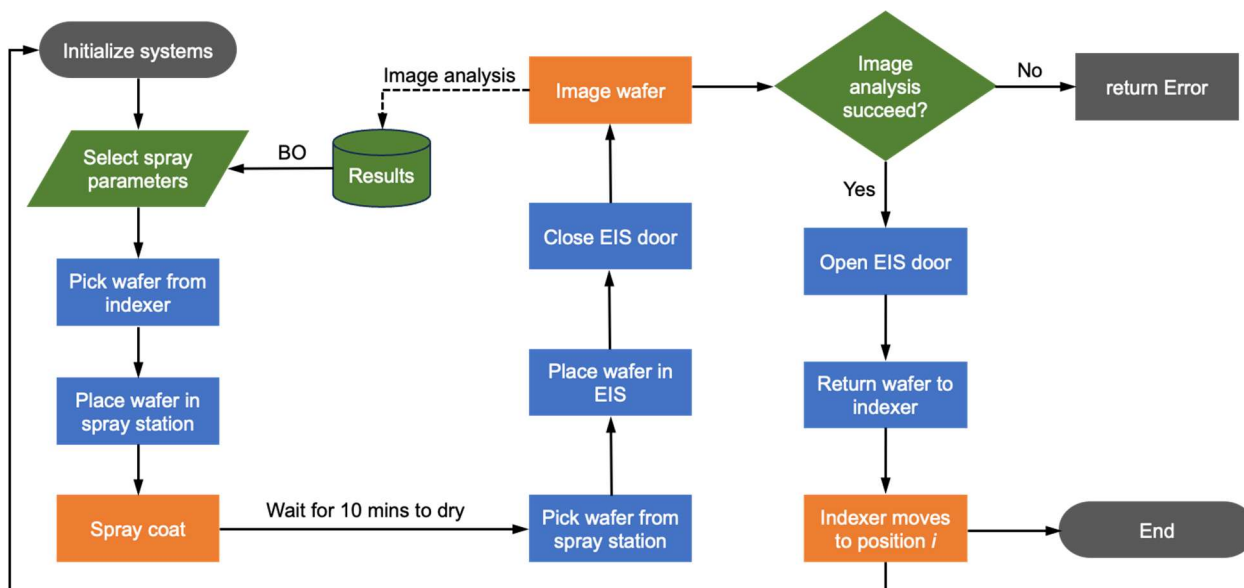 Initialize systems
Select spray
parameters
Pick wafer from
indexer
Place wafer in
spray station
Spray coat
Wait for 10 mins to dry
Pick wafer from
spray station
Place wafer in
EIS
Close EIS door
Image wafer
Image analysis
Results
BO
Image
analysis
succeed?
No
return Error
Yes
Open EIS door
Return wafer to
indexer
Indexer moves
to position i
End